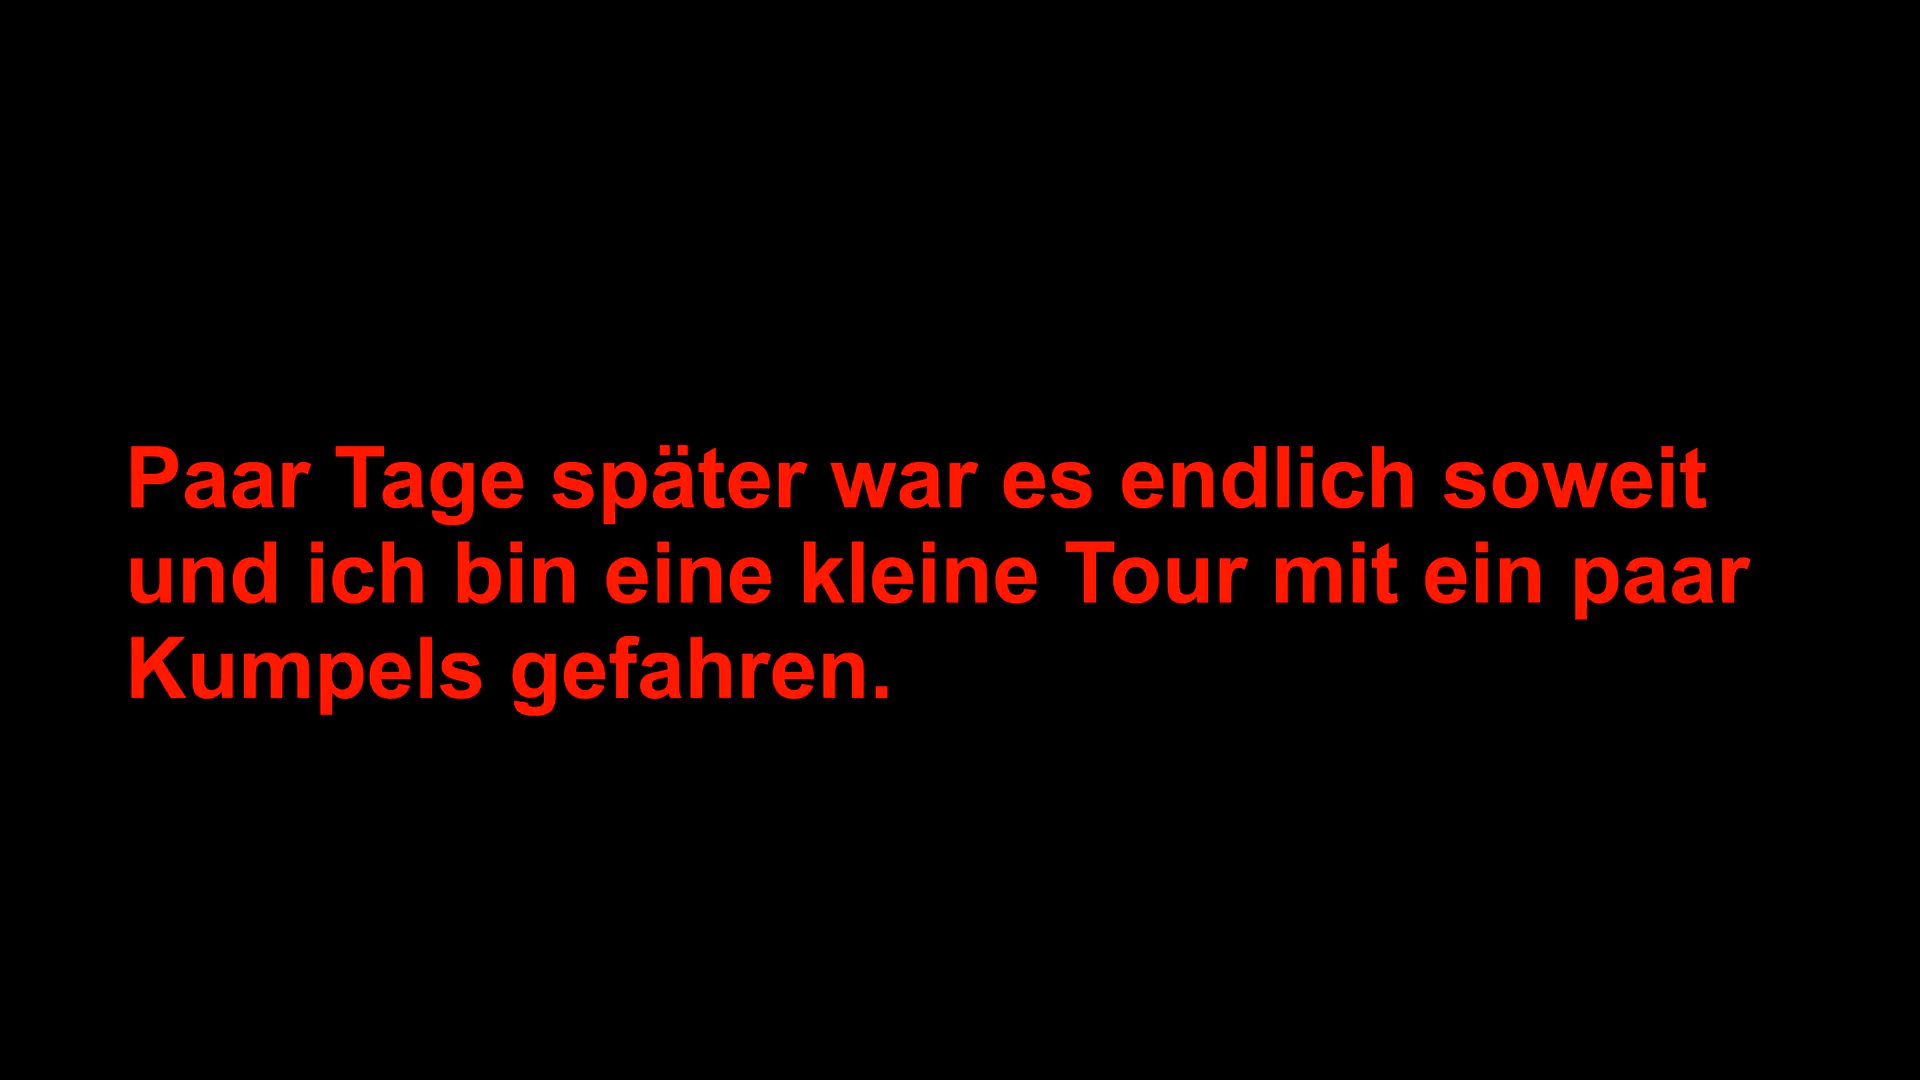 Paar Tage später war es endlich soweit
und ich bin eine kleine Tour mit ein paar
Kumpels gefahren.